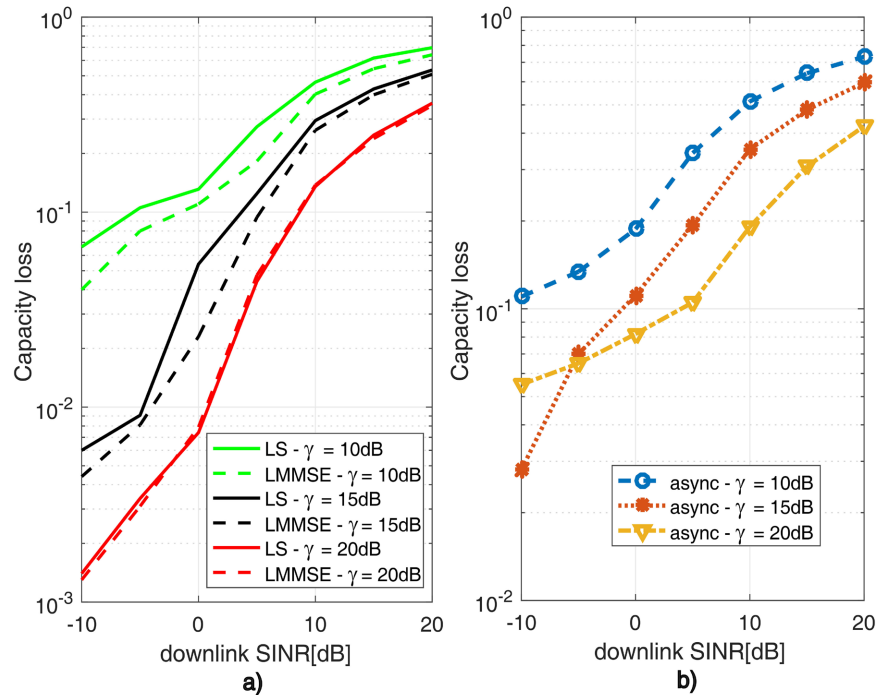 10^0
10^-1
10^-2
10^-3
Capacity loss
-10
0
10
20
downlink SINR[dB]
a)
LS - γ = 10dB
LMMSE - γ = 10dB
LS - γ = 15dB
LMMSE - γ = 15dB
LS - γ = 20dB
LMMSE - γ = 20dB
10^0
10^-1
10^-2
Capacity loss
-10
0
10
20
downlink SINR[dB]
b)
async - γ = 10dB
async - γ = 15dB
async - γ = 20dB